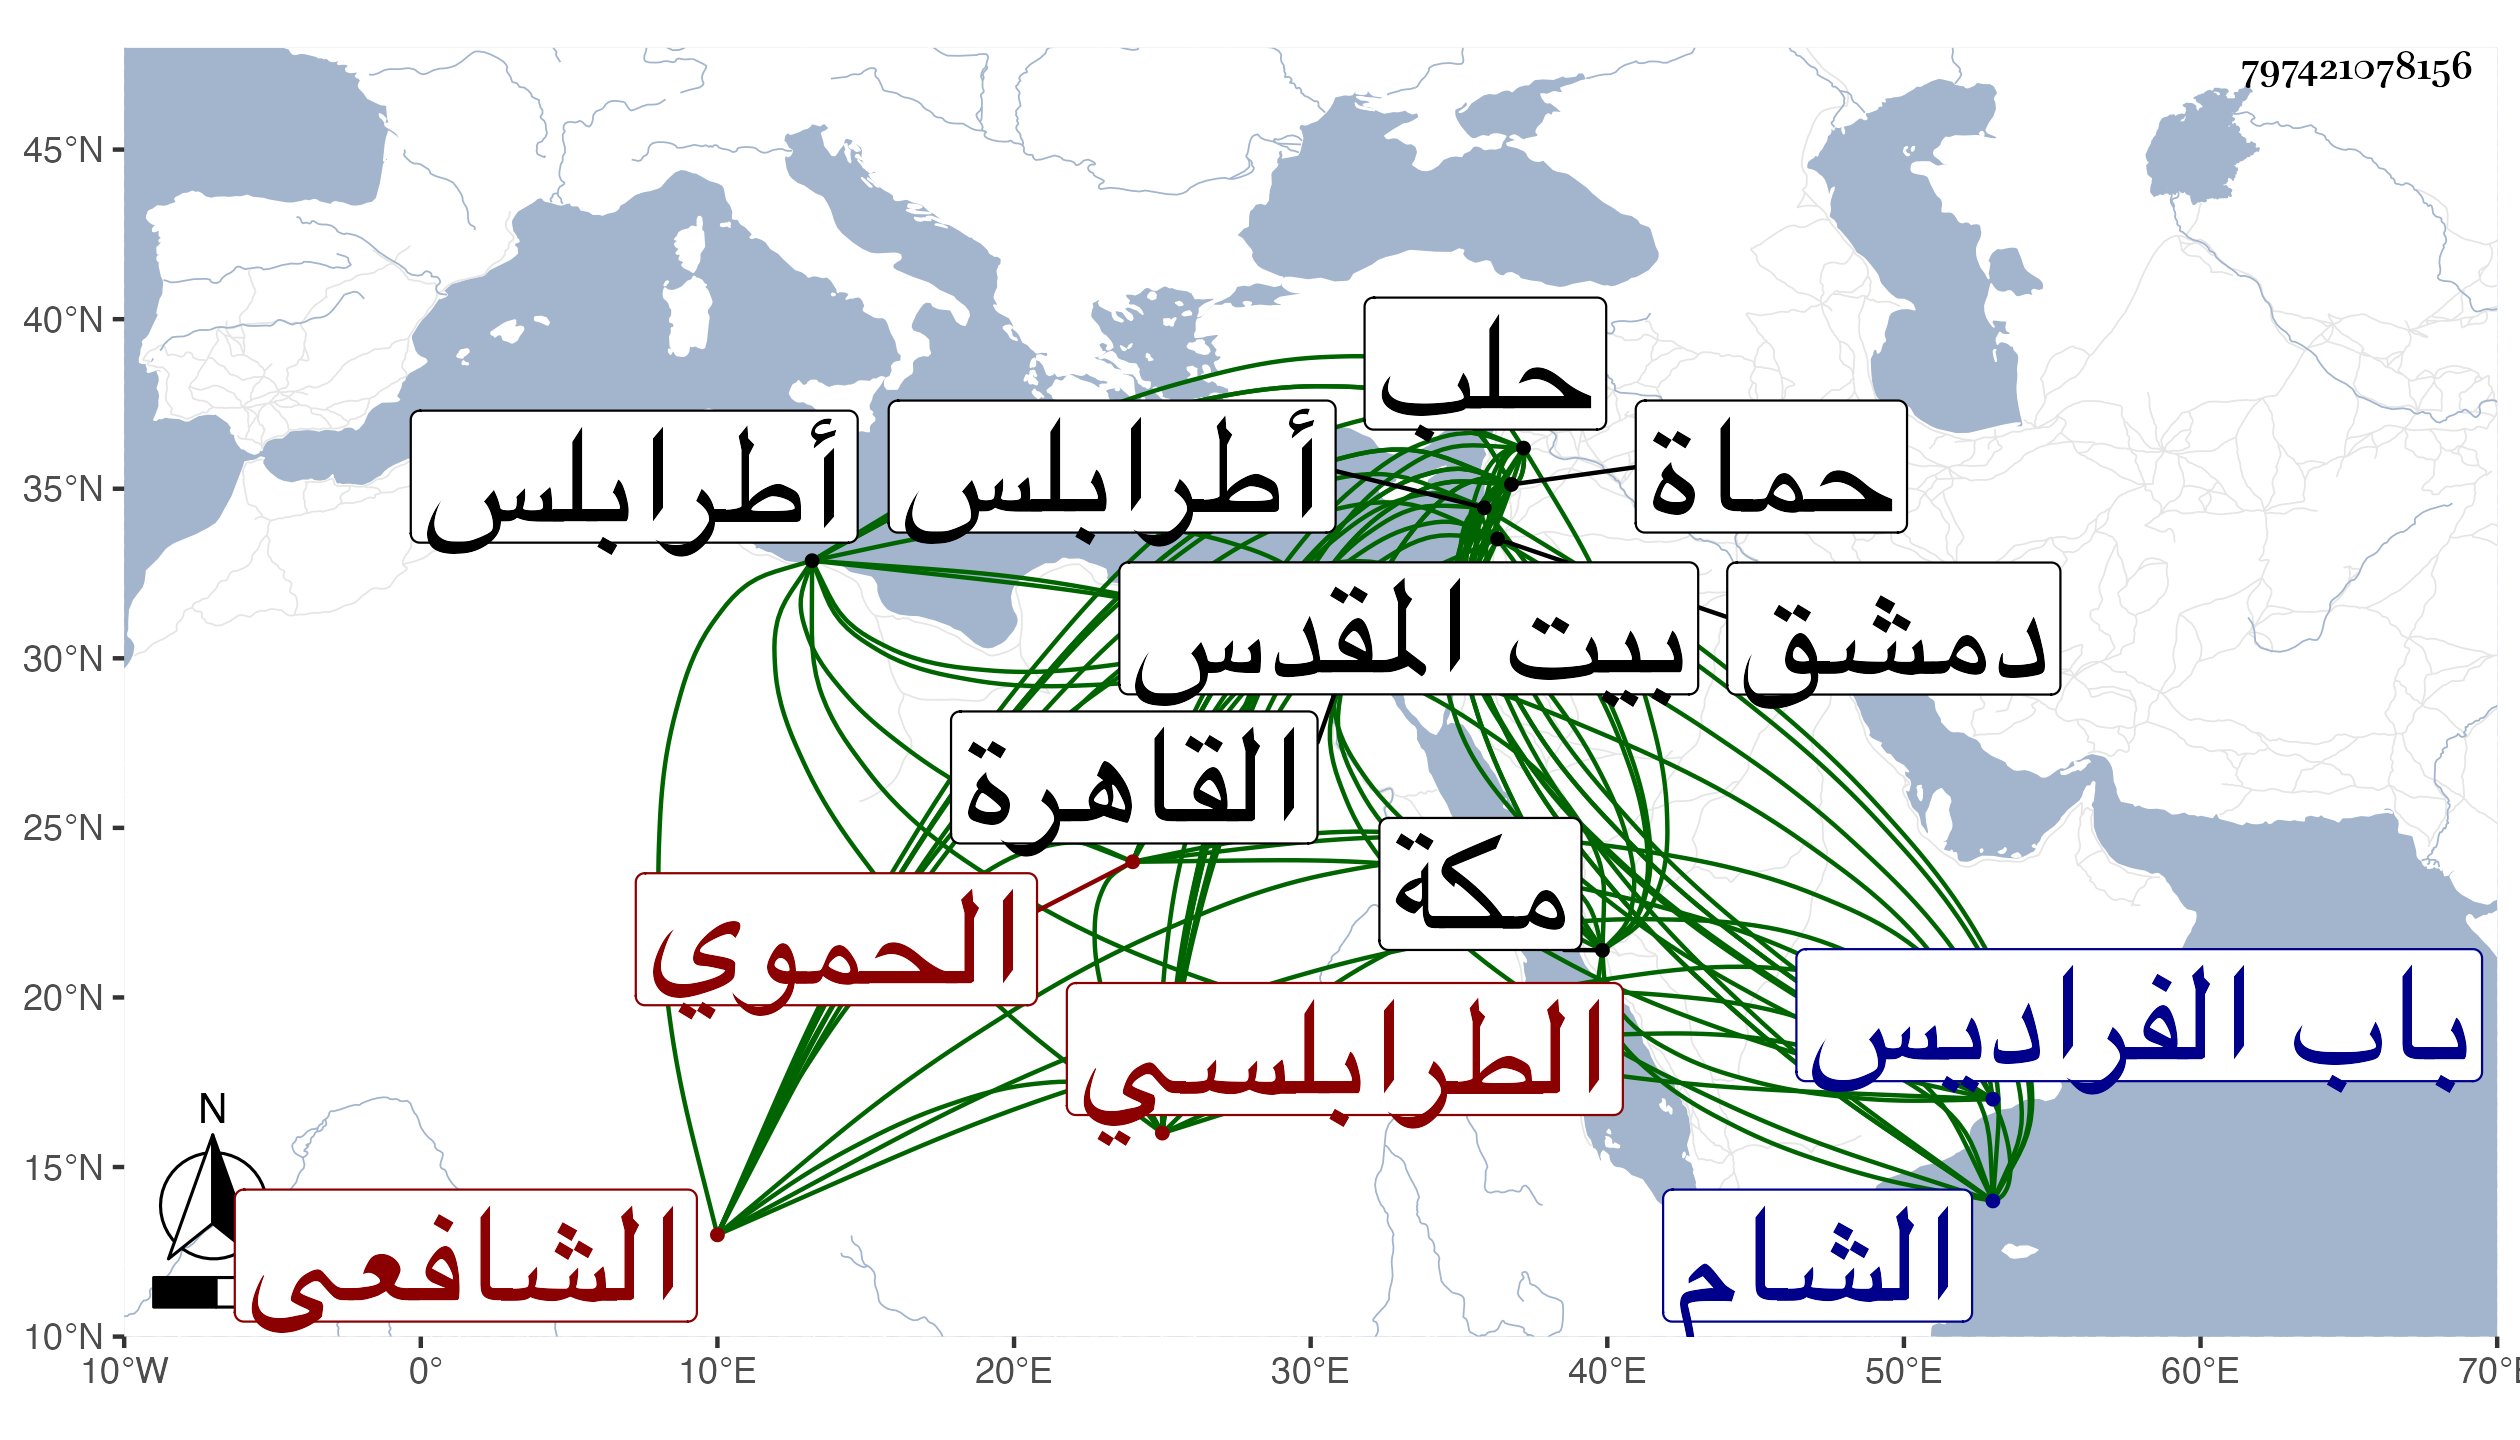 797421078156
45°N
40°N
35°N
30°N
25°N
20°N
15°N
10°N
10°W
0°
10°E
20°E
30°E
40°E
50°E
60°E
70°E
حلب
حماة
أطرابلس
أطرابلس
دمشق
بيت المقدس
القاهرة
مكة
الحموي
باب الفراديس
الطرابلسي
الشام
الشافعى
N